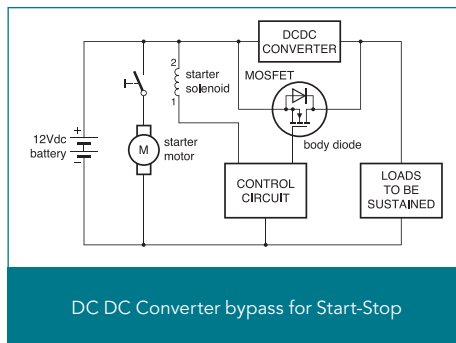 DCDC
CONVERTER
MOSFET
2
starter
solenoid
1
body diode
+
12Vdc
battery
−
M
starter
motor
CONTROL
CIRCUIT
LOADS
TO BE
SUSTAINED
DC DC Converter bypass for Start-Stop